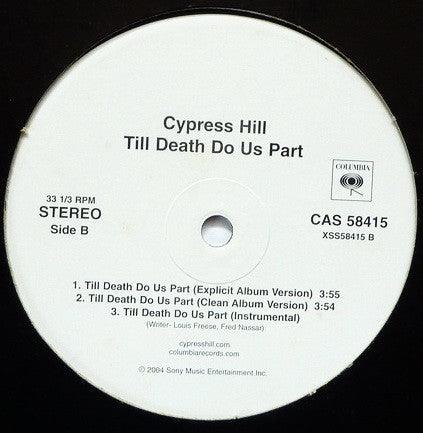 Cypress Hill
Till Death Do Us Part
COLUMBIA
33 1/3 RPM
STEREO
Side B
CAS 58415
XSS58415 B
1. Till Death Do Us Part (Explicit Album Version) 3:55
2. Till Death Do Us Part (Clean Album Version) 3:54
3. Till Death Do Us Part (Instrumental)
(Writer- Louis Freese, Fred Nassar)
cypresshill.com
columbiarecords.com
© 2004 Sony Music Entertainment Inc.